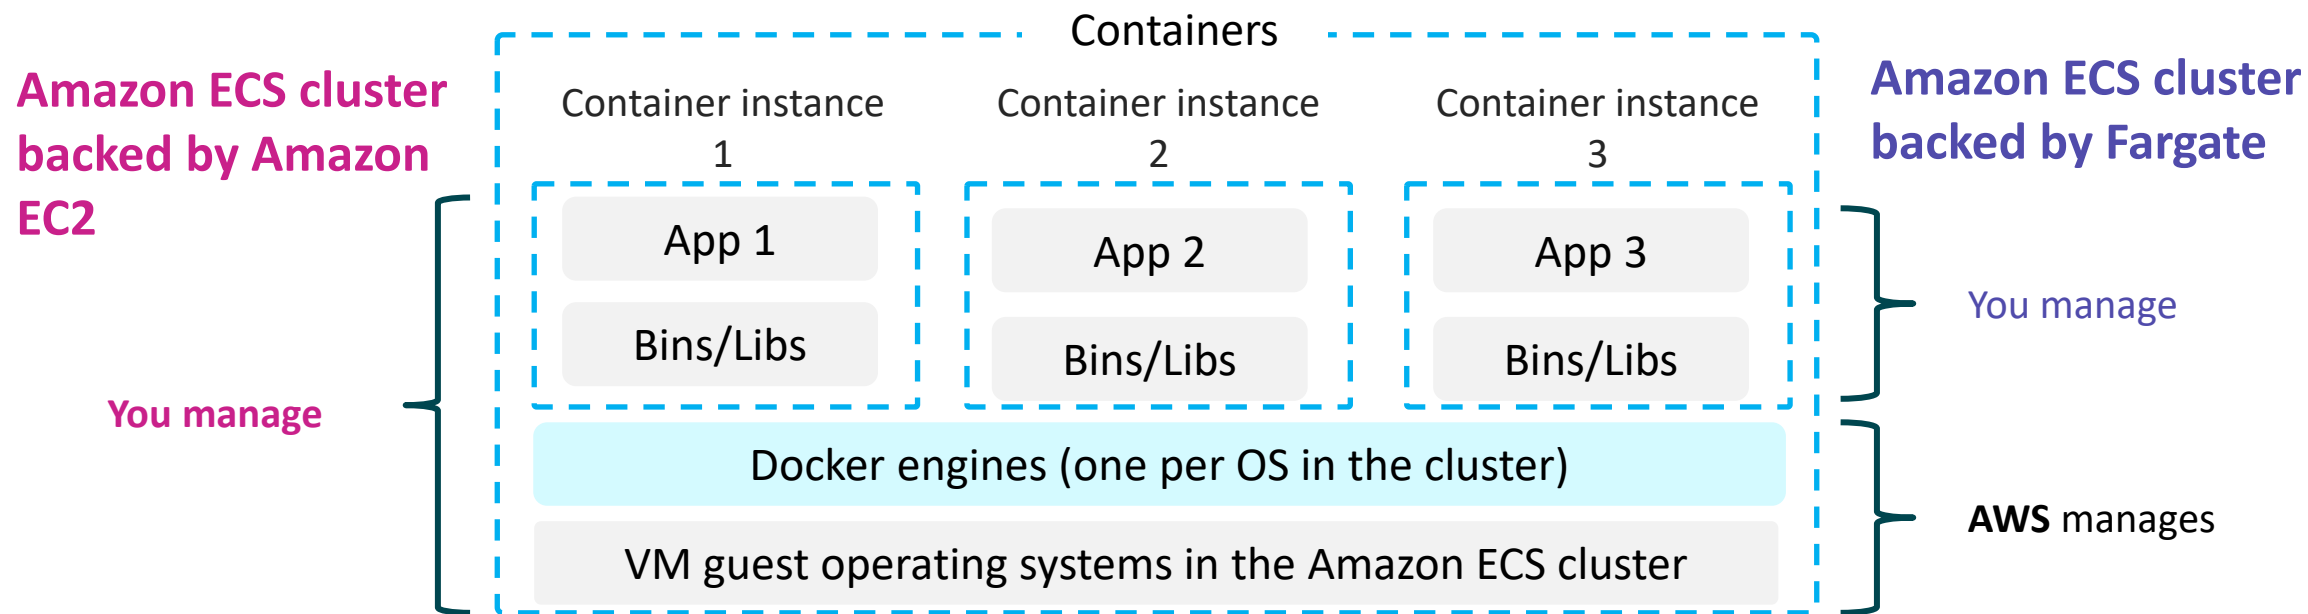 Containers
Amazon ECS cluster
backed by Amazon
EC2
You manage
Container instance
1
App 1
Bins/Libs
Container instance
2
App 2
Bins/Libs
Container instance
3
App 3
Bins/Libs
Docker engines (one per OS in the cluster)
VM guest operating systems in the Amazon ECS cluster
Amazon ECS cluster
backed by Fargate
You manage
AWS manages